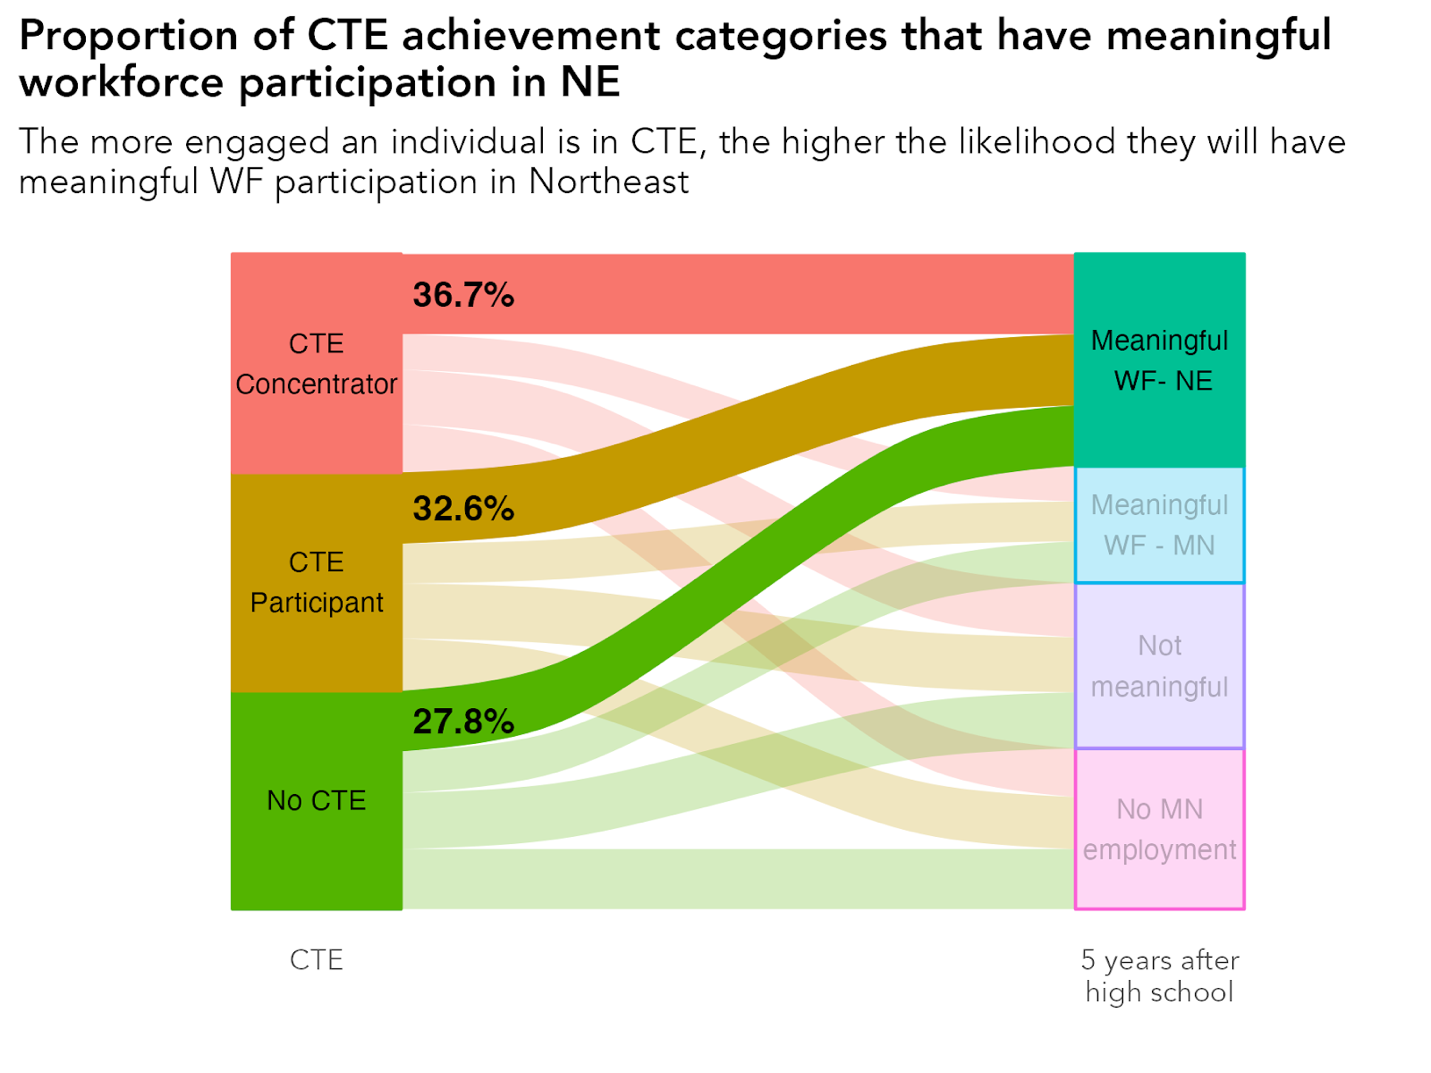 Proportion of CTE achievement categories that have meaningful
workforce participation in NE
The more engaged an individual is in CTE, the higher the likelihood they will have
meaningful WF participation in Northeast
36.7%
CTE
Concentrator
Meaningful
WF- NE
32.6%
Meaningful
WF - MN
CTE
Participant
Not
meaningful
27.8%
No CTE
No MN
employment
CTE
5 years after
high school